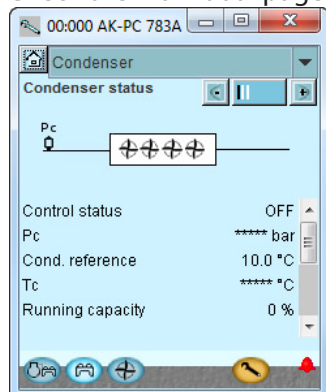 00:000 AK-PC 783A
Condenser
Condenser status
Pc
Control status OFF
Pc ***** bar
Cond. reference 10.0 °C
Tc ***** °C
Running capacity 0 %